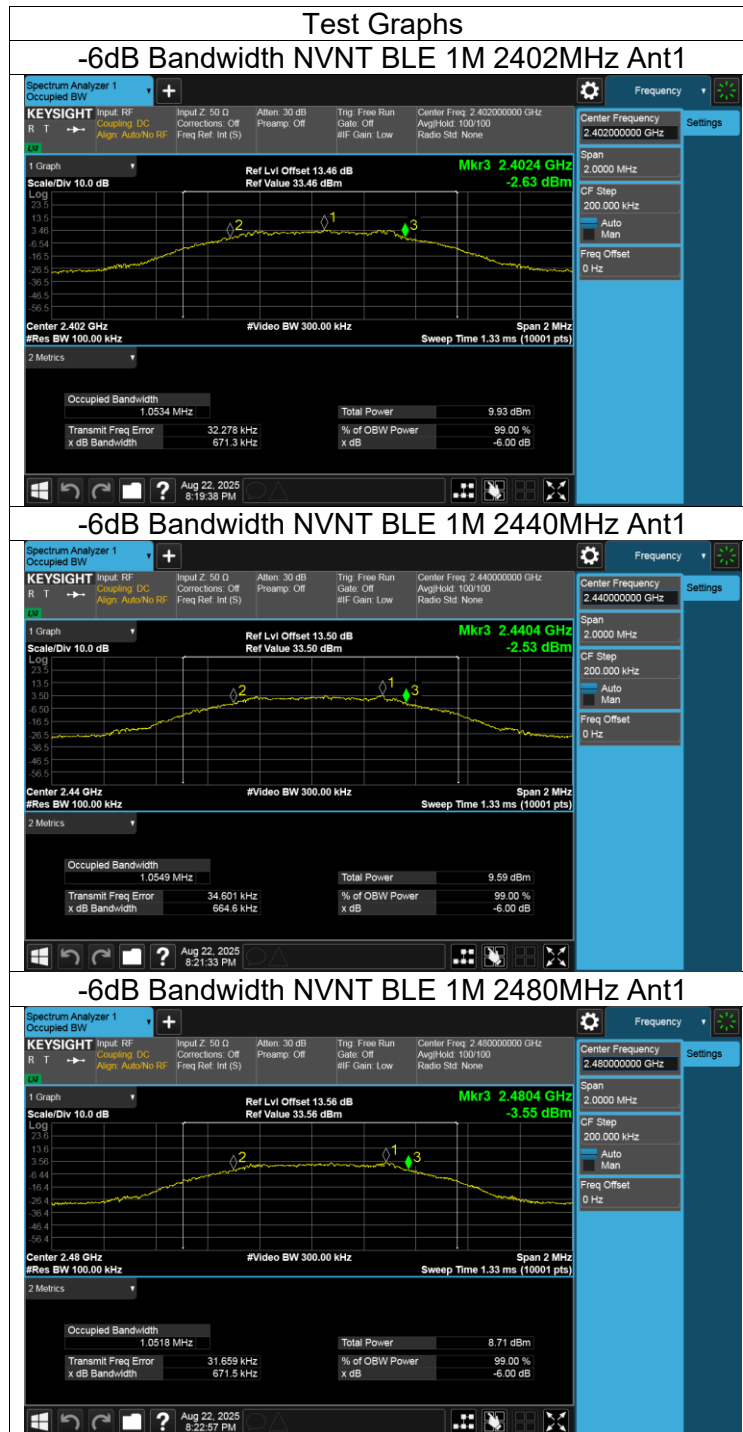 Test Graphs
-6dB Bandwidth NVNT BLE 1M 2402MHz Ant1
Spectrum Analyzer 1
Occupied BW
+
Frequency
KEYSIGHT
R T
Input: RF
Coupling: DC
Align: Auto/No RF
Input Z: 50 Ω
Corrections: Off
Freq Ref: Int (S)
Atten: 30 dB
Preamp: Off
Trig: Free Run
Gate: Off
#IF Gain: Low
Center Freq: 2.402000000 GHz
Avg|Hold: 100/100
Radio Std: None
Center Frequency
2.402000000 GHz
Settings
Span
2.0000 MHz
CF Step
200.000 kHz
Auto
Man
Freq Offset
0 Hz
LXI
1 Graph
Scale/Div 10.0 dB
Ref Lvl Offset 13.46 dB
Ref Value 33.46 dBm
Mkr3 2.4024 GHz
-2.63 dBm
Log
23.5
13.5
3.46
-6.54
-16.5
-26.5
-36.5
-46.5
-56.5
2
1
3
Center 2.402 GHz
#Res BW 100.00 kHz
#Video BW 300.00 kHz
Span 2 MHz
Sweep Time 1.33 ms (10001 pts)
2 Metrics
Occupied Bandwidth
1.0534 MHz
Total Power 9.93 dBm
Transmit Freq Error 32.278 kHz
% of OBW Power 99.00 %
x dB Bandwidth 671.3 kHz
x dB -6.00 dB
?
Aug 22, 2025
8:19:38 PM
-6dB Bandwidth NVNT BLE 1M 2440MHz Ant1
Spectrum Analyzer 1
Occupied BW
+
Frequency
KEYSIGHT
R T
Input: RF
Coupling: DC
Align: Auto/No RF
Input Z: 50 Ω
Corrections: Off
Freq Ref: Int (S)
Atten: 30 dB
Preamp: Off
Trig: Free Run
Gate: Off
#IF Gain: Low
Center Freq: 2.440000000 GHz
Avg|Hold: 100/100
Radio Std: None
Center Frequency
2.440000000 GHz
Settings
Span
2.0000 MHz
CF Step
200.000 kHz
Auto
Man
Freq Offset
0 Hz
LXI
1 Graph
Scale/Div 10.0 dB
Ref Lvl Offset 13.50 dB
Ref Value 33.50 dBm
Mkr3 2.4404 GHz
-2.53 dBm
Log
23.5
13.5
3.50
-6.50
-16.5
-26.5
-36.5
-46.5
-56.5
2
1
3
Center 2.44 GHz
#Res BW 100.00 kHz
#Video BW 300.00 kHz
Span 2 MHz
Sweep Time 1.33 ms (10001 pts)
2 Metrics
Occupied Bandwidth
1.0549 MHz
Total Power 9.59 dBm
Transmit Freq Error 34.601 kHz
% of OBW Power 99.00 %
x dB Bandwidth 664.6 kHz
x dB -6.00 dB
?
Aug 22, 2025
8:21:33 PM
-6dB Bandwidth NVNT BLE 1M 2480MHz Ant1
Spectrum Analyzer 1
Occupied BW
+
Frequency
KEYSIGHT
R T
Input: RF
Coupling: DC
Align: Auto/No RF
Input Z: 50 Ω
Corrections: Off
Freq Ref: Int (S)
Atten: 30 dB
Preamp: Off
Trig: Free Run
Gate: Off
#IF Gain: Low
Center Freq: 2.480000000 GHz
Avg|Hold: 100/100
Radio Std: None
Center Frequency
2.480000000 GHz
Settings
Span
2.0000 MHz
CF Step
200.000 kHz
Auto
Man
Freq Offset
0 Hz
LXI
1 Graph
Scale/Div 10.0 dB
Ref Lvl Offset 13.56 dB
Ref Value 33.56 dBm
Mkr3 2.4804 GHz
-3.55 dBm
Log
23.6
13.6
3.56
-6.44
-16.4
-26.4
-36.4
-46.4
-56.4
2
1
3
Center 2.48 GHz
#Res BW 100.00 kHz
#Video BW 300.00 kHz
Span 2 MHz
Sweep Time 1.33 ms (10001 pts)
2 Metrics
Occupied Bandwidth
1.0518 MHz
Total Power 8.71 dBm
Transmit Freq Error 31.659 kHz
% of OBW Power 99.00 %
x dB Bandwidth 671.5 kHz
x dB -6.00 dB
?
Aug 22, 2025
8:22:57 PM